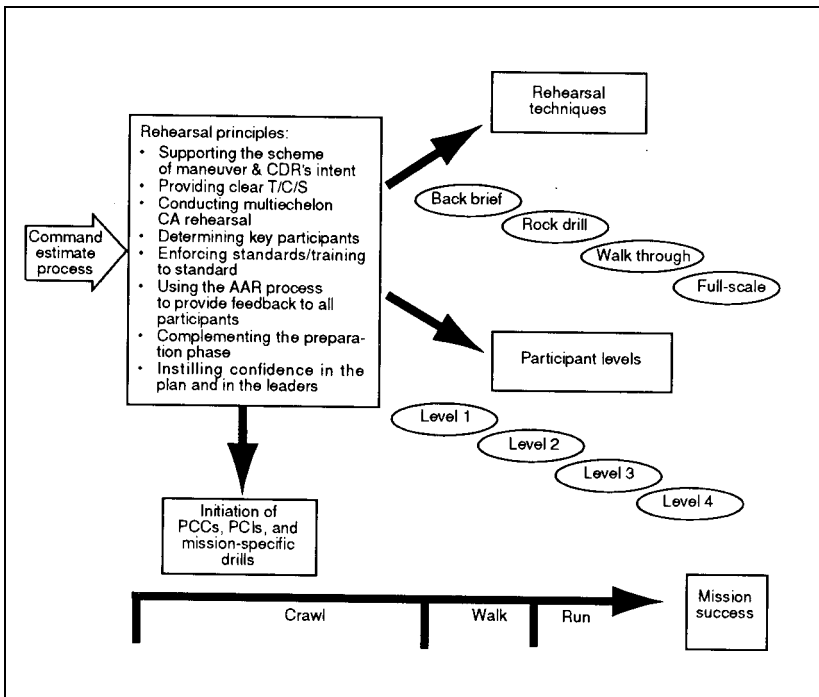 Rehearsal
techniques
Rehearsal principles:
• Supporting the scheme
of maneuver & CDR's intent
• Providing clear T/C/S
• Conducting multiechelon
CA rehearsal
• Determining key participants
• Enforcing standards/training
to standard
• Using the AAR process
to provide feedback to all
participants
• Complementing the prepara-
tion phase
• Instilling confidence in the
plan and in the leaders
Command
estimate
process
Back brief
Rock drill
Walk through
Full-scale
Participant levels
Level 1
Level 2
Level 3
Level 4
Initiation of
PCCs, PCIs, and
mission-specific
drills
Crawl
Walk
Run
Mission
success